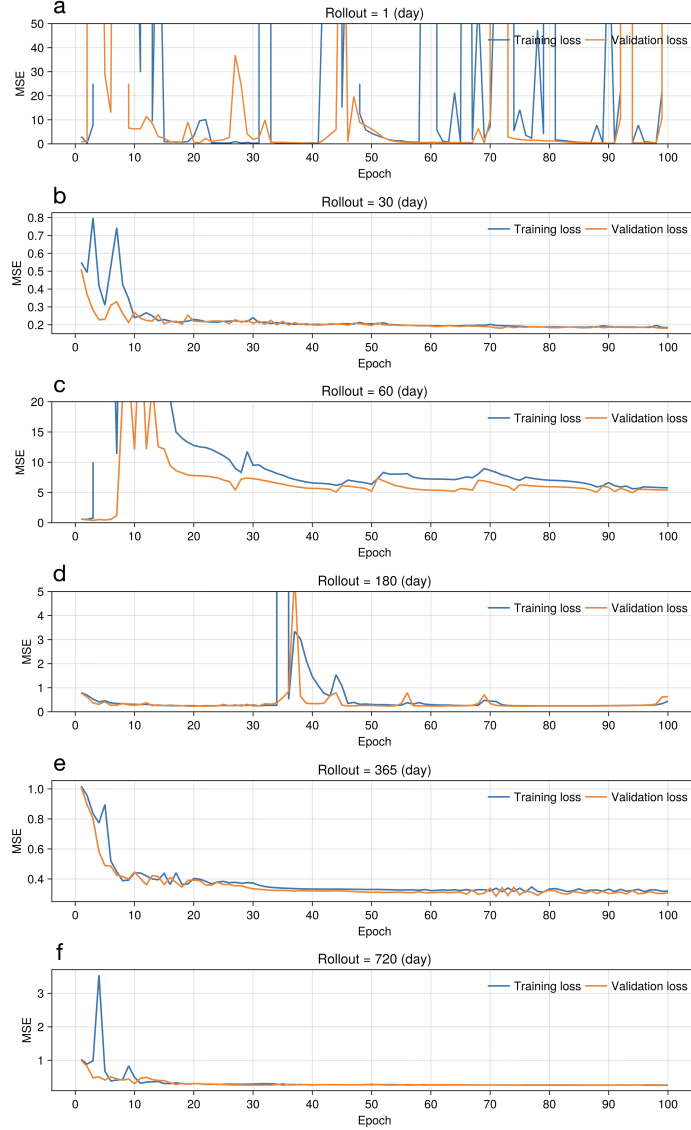 a
Rollout = 1 (day)
Training loss Validation loss
MSE
50
40
30
20
10
0
0 10 20 30 40 50 60 70 80 90 100
Epoch
b
Rollout = 30 (day)
Training loss Validation loss
MSE
0.8
0.7
0.6
0.5
0.4
0.3
0.2
0 10 20 30 40 50 60 70 80 90 100
Epoch
c
Rollout = 60 (day)
Training loss Validation loss
MSE
20
15
10
5
0
0 10 20 30 40 50 60 70 80 90 100
Epoch
d
Rollout = 180 (day)
Training loss Validation loss
MSE
5
4
3
2
1
0
0 10 20 30 40 50 60 70 80 90 100
Epoch
e
Rollout = 365 (day)
Training loss Validation loss
MSE
1.0
0.8
0.6
0.4
0 10 20 30 40 50 60 70 80 90 100
Epoch
f
Rollout = 720 (day)
Training loss Validation loss
MSE
3
2
1
0 10 20 30 40 50 60 70 80 90 100
Epoch